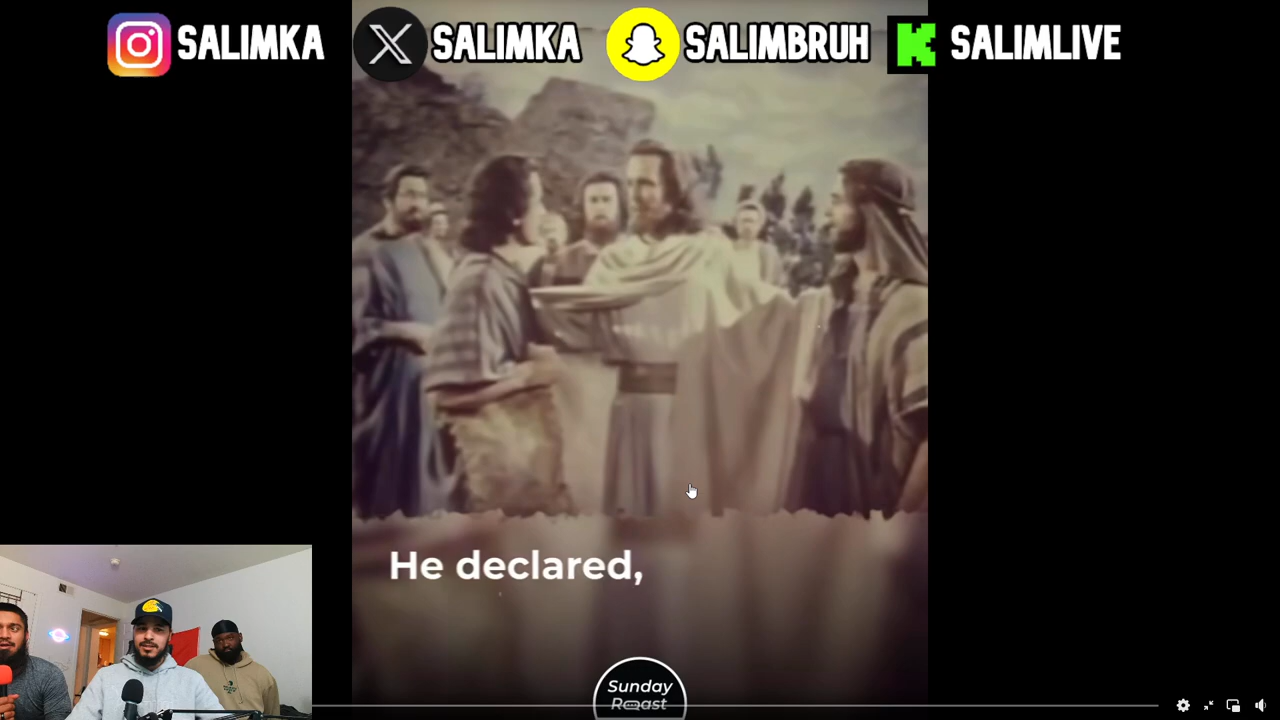 SALIMKA
SALIMKA
SALIMBRUH
SALIMLIVE
He declared,
Sunday
Roast